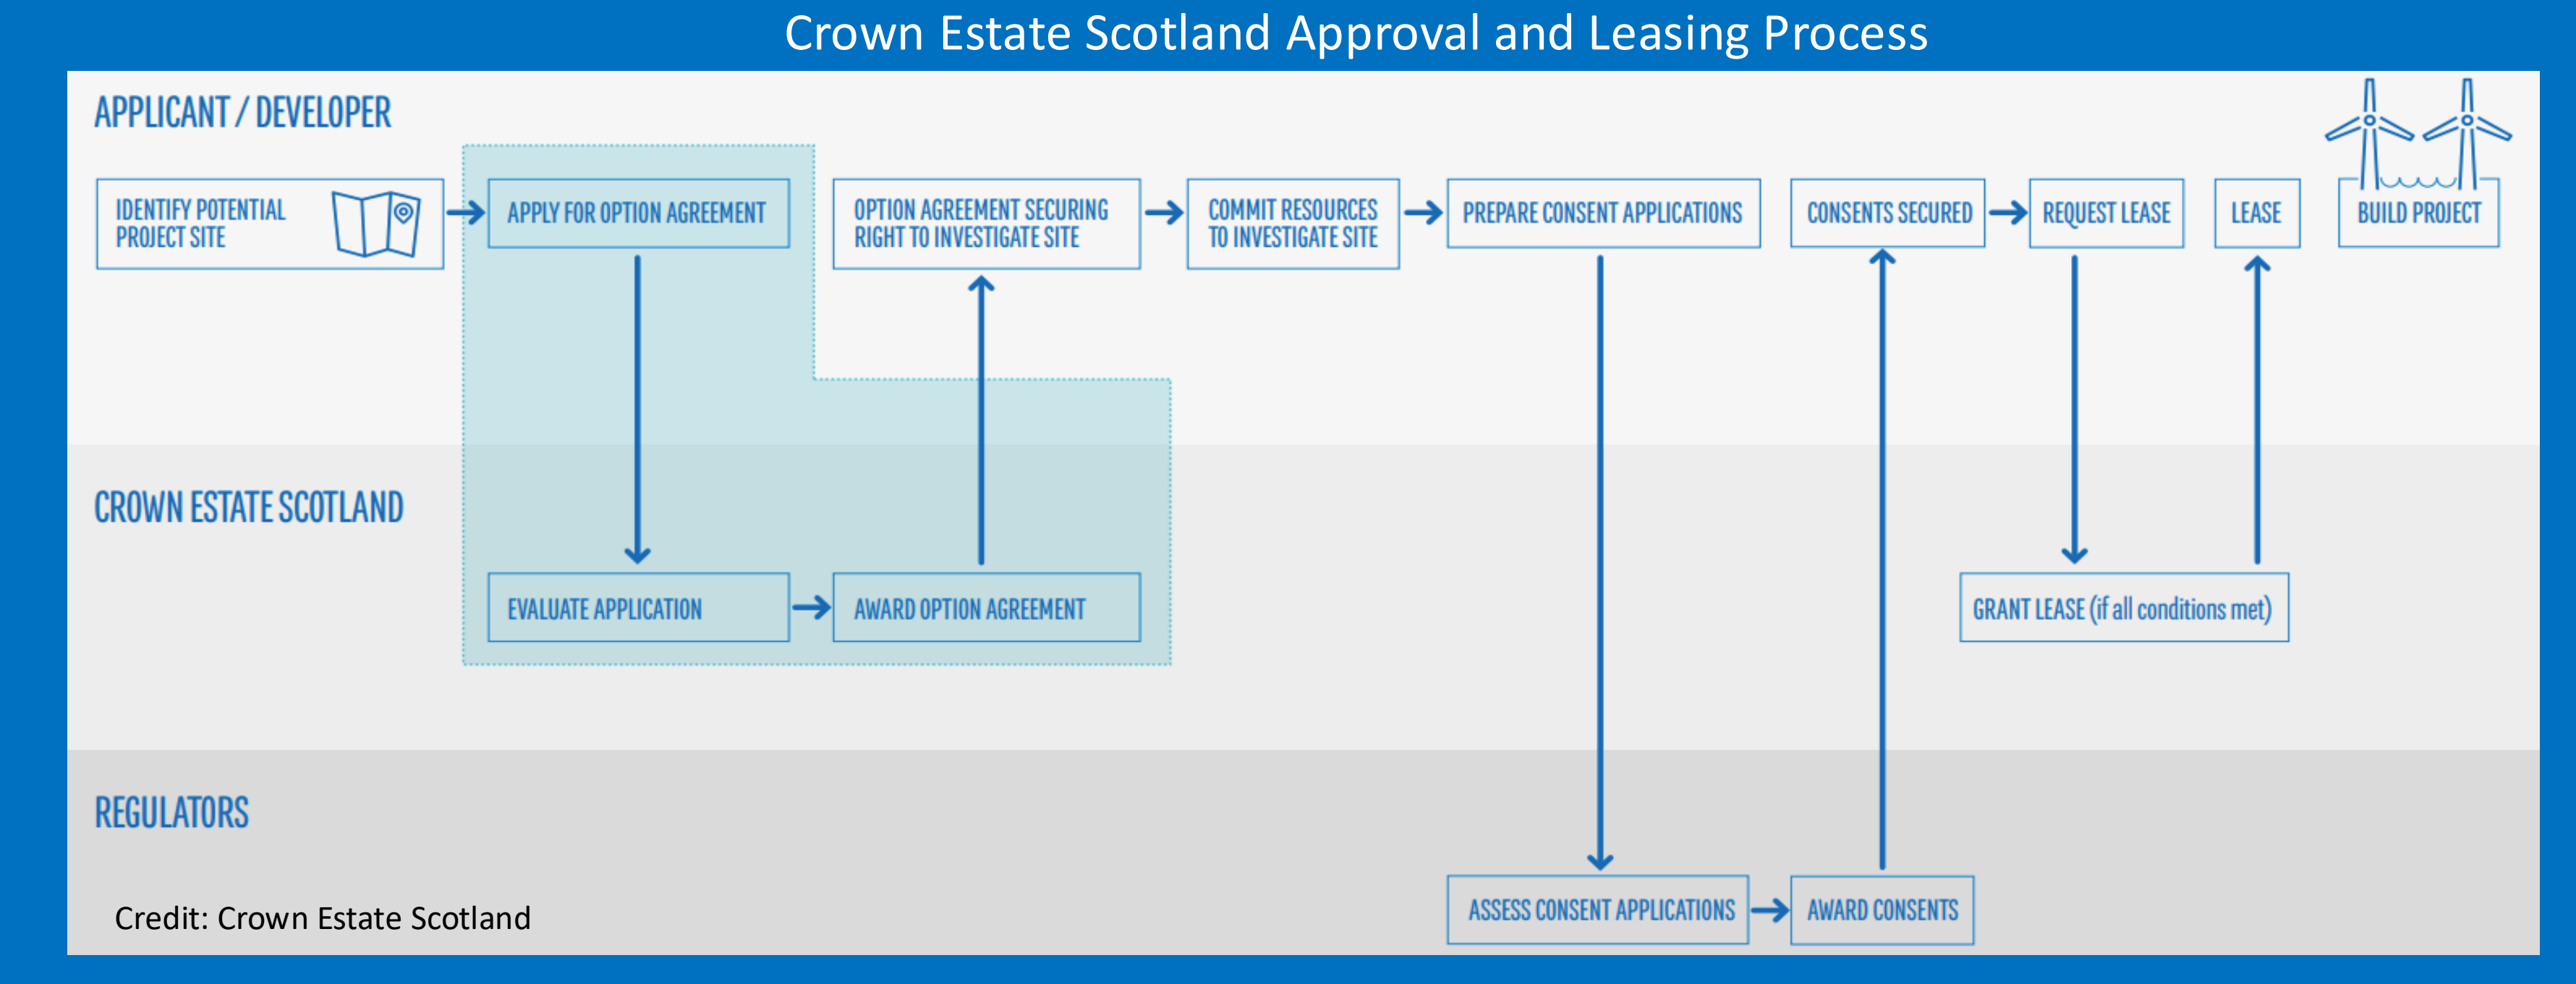 Crown Estate Scotland Approval and Leasing Process
APPLICANT / DEVELOPER
IDENTIFY POTENTIAL
PROJECT SITE
APPLY FOR OPTION AGREEMENT
OPTION AGREEMENT SECURING
RIGHT TO INVESTIGATE SITE
COMMIT RESOURCES
TO INVESTIGATE SITE
PREPARE CONSENT APPLICATIONS
CONSENTS SECURED
REQUEST LEASE
LEASE
BUILD PROJECT
CROWN ESTATE SCOTLAND
EVALUATE APPLICATION
AWARD OPTION AGREEMENT
GRANT LEASE (if all conditions met)
REGULATORS
ASSESS CONSENT APPLICATIONS
AWARD CONSENTS
Credit: Crown Estate Scotland